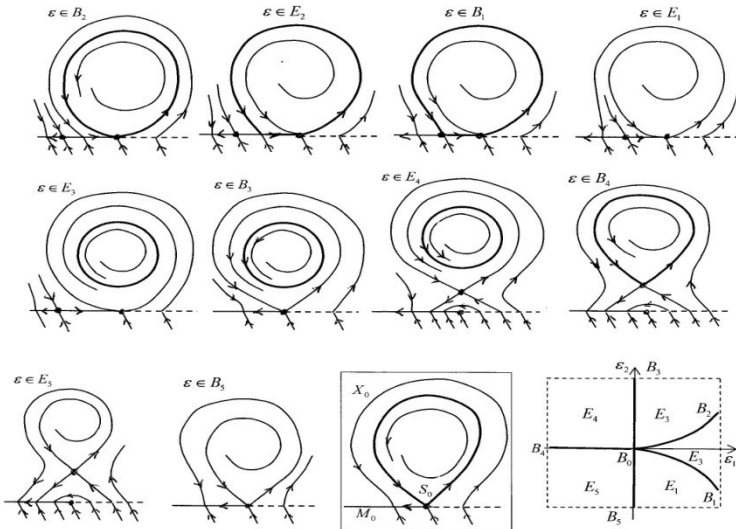 ε ∈ B₂
ε ∈ E₂
ε ∈ B₁
ε ∈ E₁
ε ∈ E₃
ε ∈ B₃
ε ∈ E₄
ε ∈ B₄
ε ∈ E₅
ε ∈ B₅
X₀
S₀
M₀
ε₂ B₃
E₄ E₃ B₂
B₄ B₀ E₃ ε₁
E₅ E₁ B₁
B₅